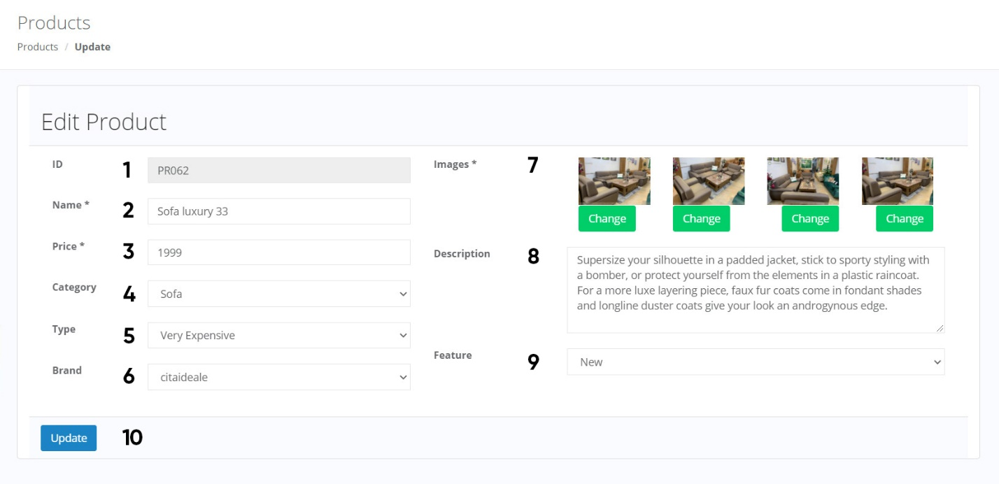 Products
Products / Update
Edit Product
ID 1 PR062
Name * 2 Sofa luxury 33
Price * 3 1999
Category 4 Sofa
Type 5 Very Expensive
Brand 6 citaideale
Images * 7
Change Change Change Change
Description 8
Supersize your silhouette in a padded jacket, stick to sporty styling with
a bomber, or protect yourself from the elements in a plastic raincoat.
For a more luxe layering piece, faux fur coats come in fondant shades
and longline duster coats give your look an androgynous edge.
Feature 9 New
Update 10